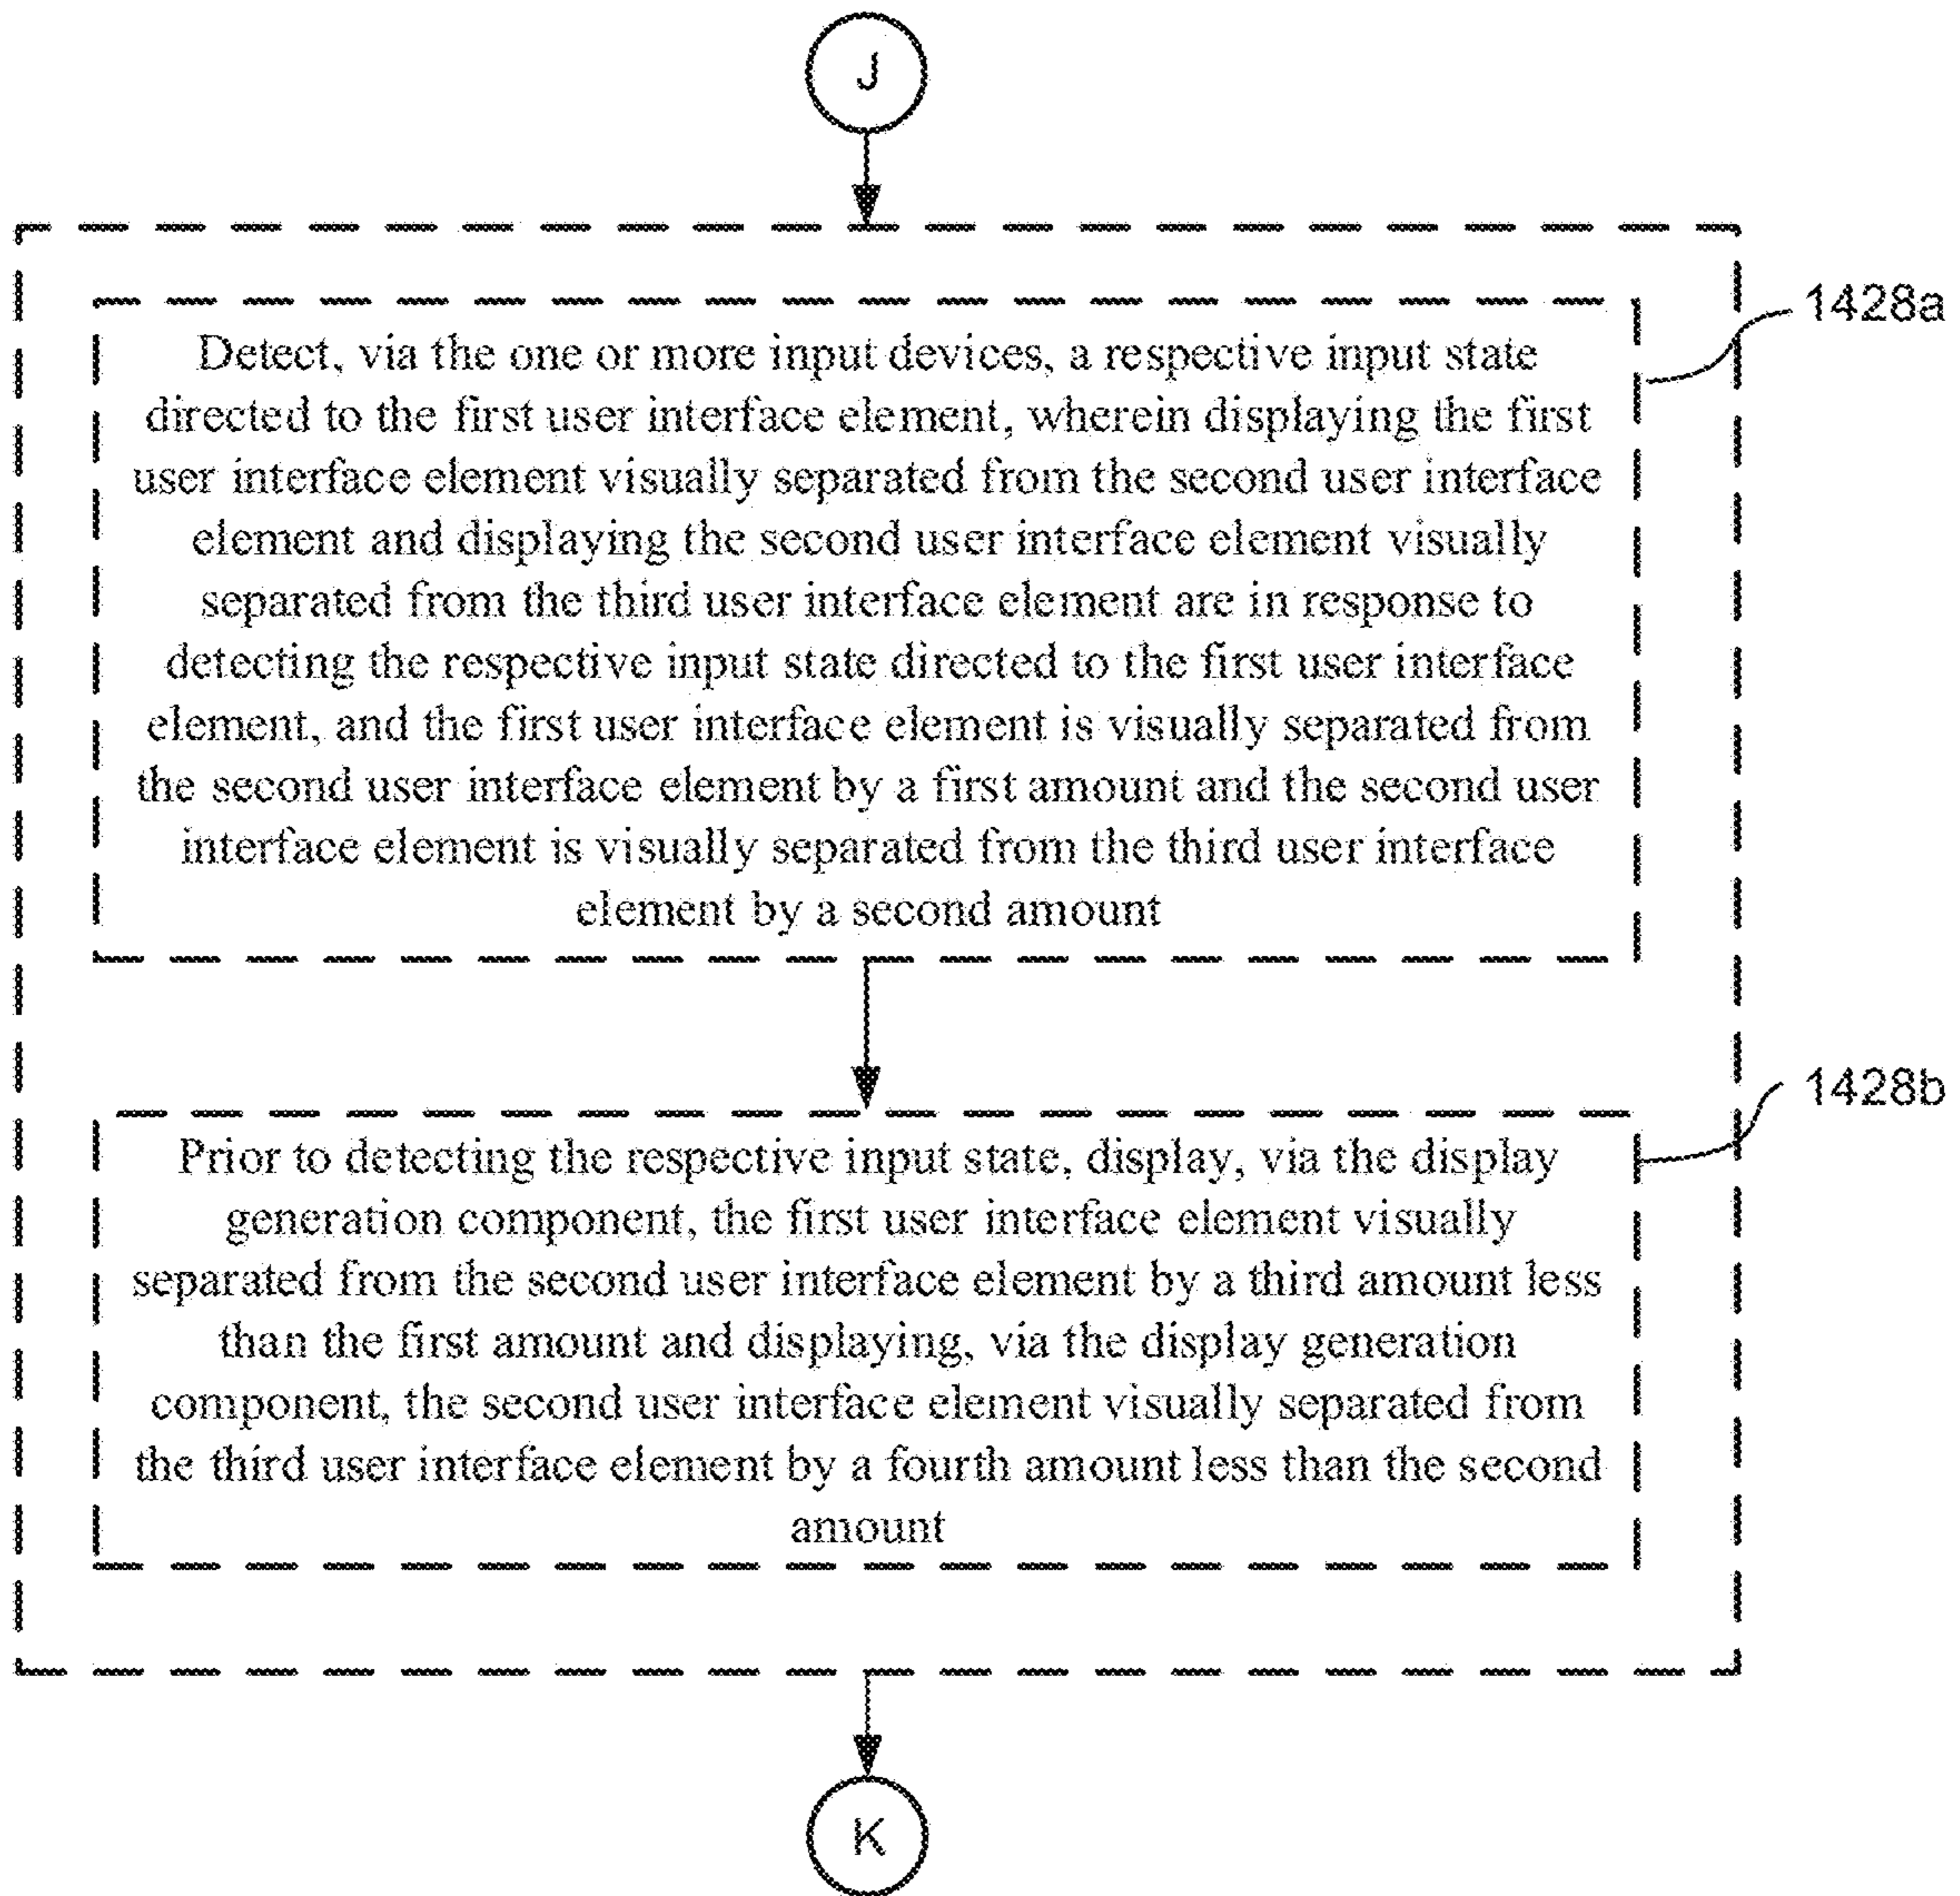 J
1428a
Detect, via the one or more input devices, a respective input state
directed to the first user interface element, wherein displaying the first
user interface element visually separated from the second user interface
element and displaying the second user interface element visually
separated from the third user interface element are in response to
detecting the respective input state directed to the first user interface
element, and the first user interface element is visually separated from
the second user interface element by a first amount and the second user
interface element is visually separated from the third user interface
element by a second amount
1428b
Prior to detecting the respective input state, display, via the display
generation component, the first user interface element visually
separated from the second user interface element by a third amount less
than the first amount and displaying, via the display generation
component, the second user interface element visually separated from
the third user interface element by a fourth amount less than the second
amount
K